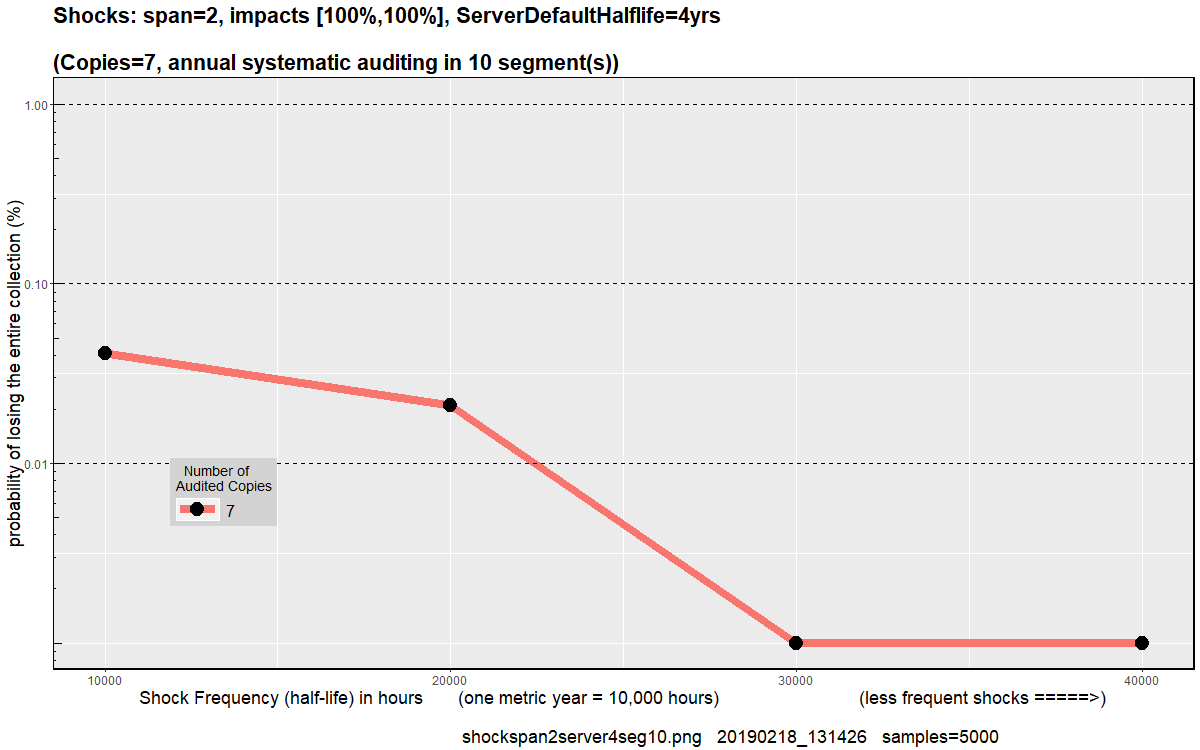 Shocks: span=2, impacts [100%,100%], ServerDefaultHalflife=4yrs
(Copies=7, annual systematic auditing in 10 segment(s))
probability of losing the entire collection (%)
1.00
0.10
0.01
Number of
Audited Copies
7
10000 20000 30000 40000
Shock Frequency (half-life) in hours (one metric year = 10,000 hours) (less frequent shocks =====>)
shockspan2server4seg10.png 20190218_131426 samples=5000